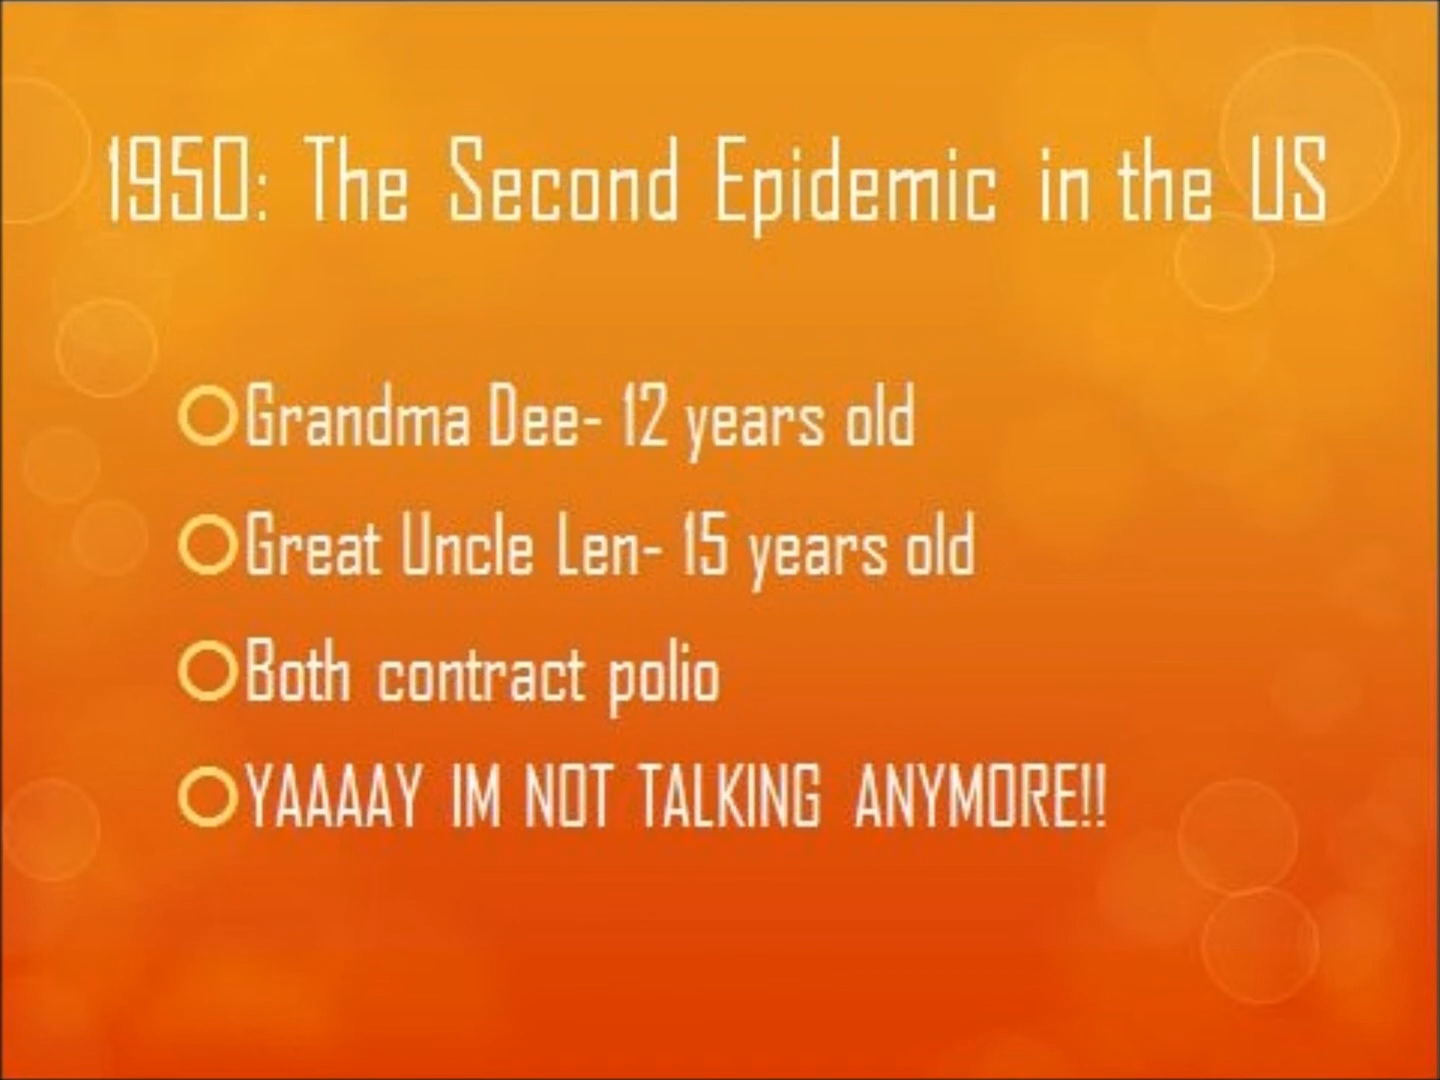 1950: The Second Epidemic in the US
Grandma Dee- 12 years old
Great Uncle Len- 15 years old
Both contract polio
YAAAAY IM NOT TALKING ANYMORE!!